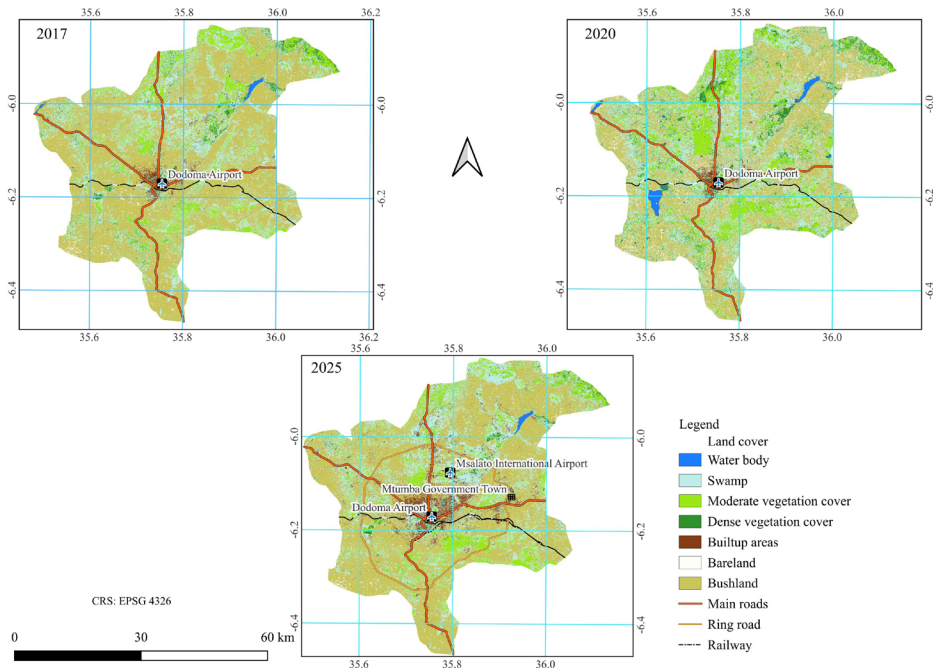 2017
35.6
35.8
36.0
36.2
-6.0
-6.2
-6.4
-6.0
-6.2
-6.4
35.6
35.8
36.0
36.2
Dodoma Airport
2020
35.6
35.8
36.0
-6.0
-6.2
-6.4
-6.0
-6.2
-6.4
35.6
35.8
36.0
Dodoma Airport
2025
35.6
35.8
36.0
-6.0
-6.2
-6.4
-6.0
-6.2
-6.4
35.6
35.8
36.0
Msalato International Airport
Mtumba Government Town
Dodoma Airport
Legend
Land cover
Water body
Swamp
Moderate vegetation cover
Dense vegetation cover
Builtup areas
Bareland
Bushland
Main roads
Ring road
Railway
CRS: EPSG 4326
0 30 60 km